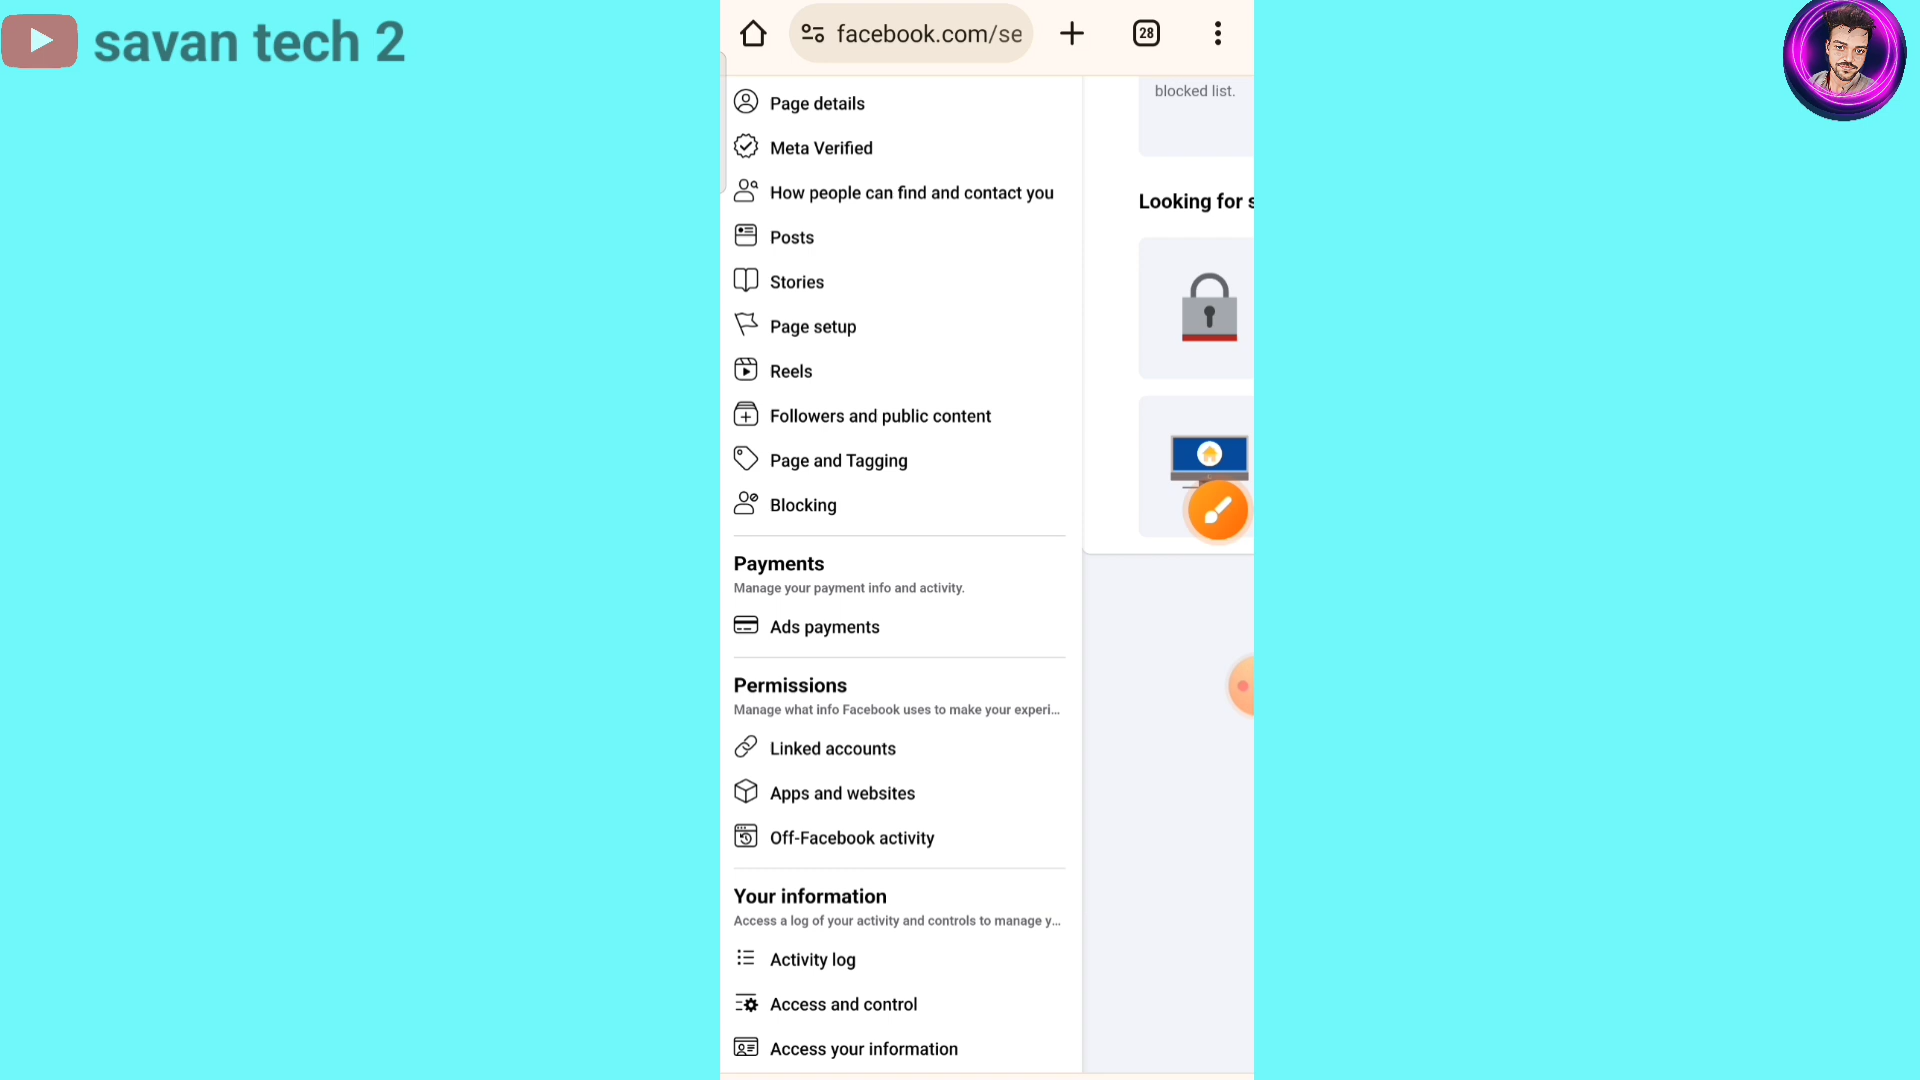 savan tech 2
facebook.com/se
28
Page details
Meta Verified
How people can find and contact you
Posts
Stories
Page setup
Reels
Followers and public content
Page and Tagging
Blocking
Payments
Manage your payment info and activity.
Ads payments
Permissions
Manage what info Facebook uses to make your experi...
Linked accounts
Apps and websites
Off-Facebook activity
Your information
Access a log of your activity and controls to manage y...
Activity log
Access and control
Access your information
blocked list.
Looking for s